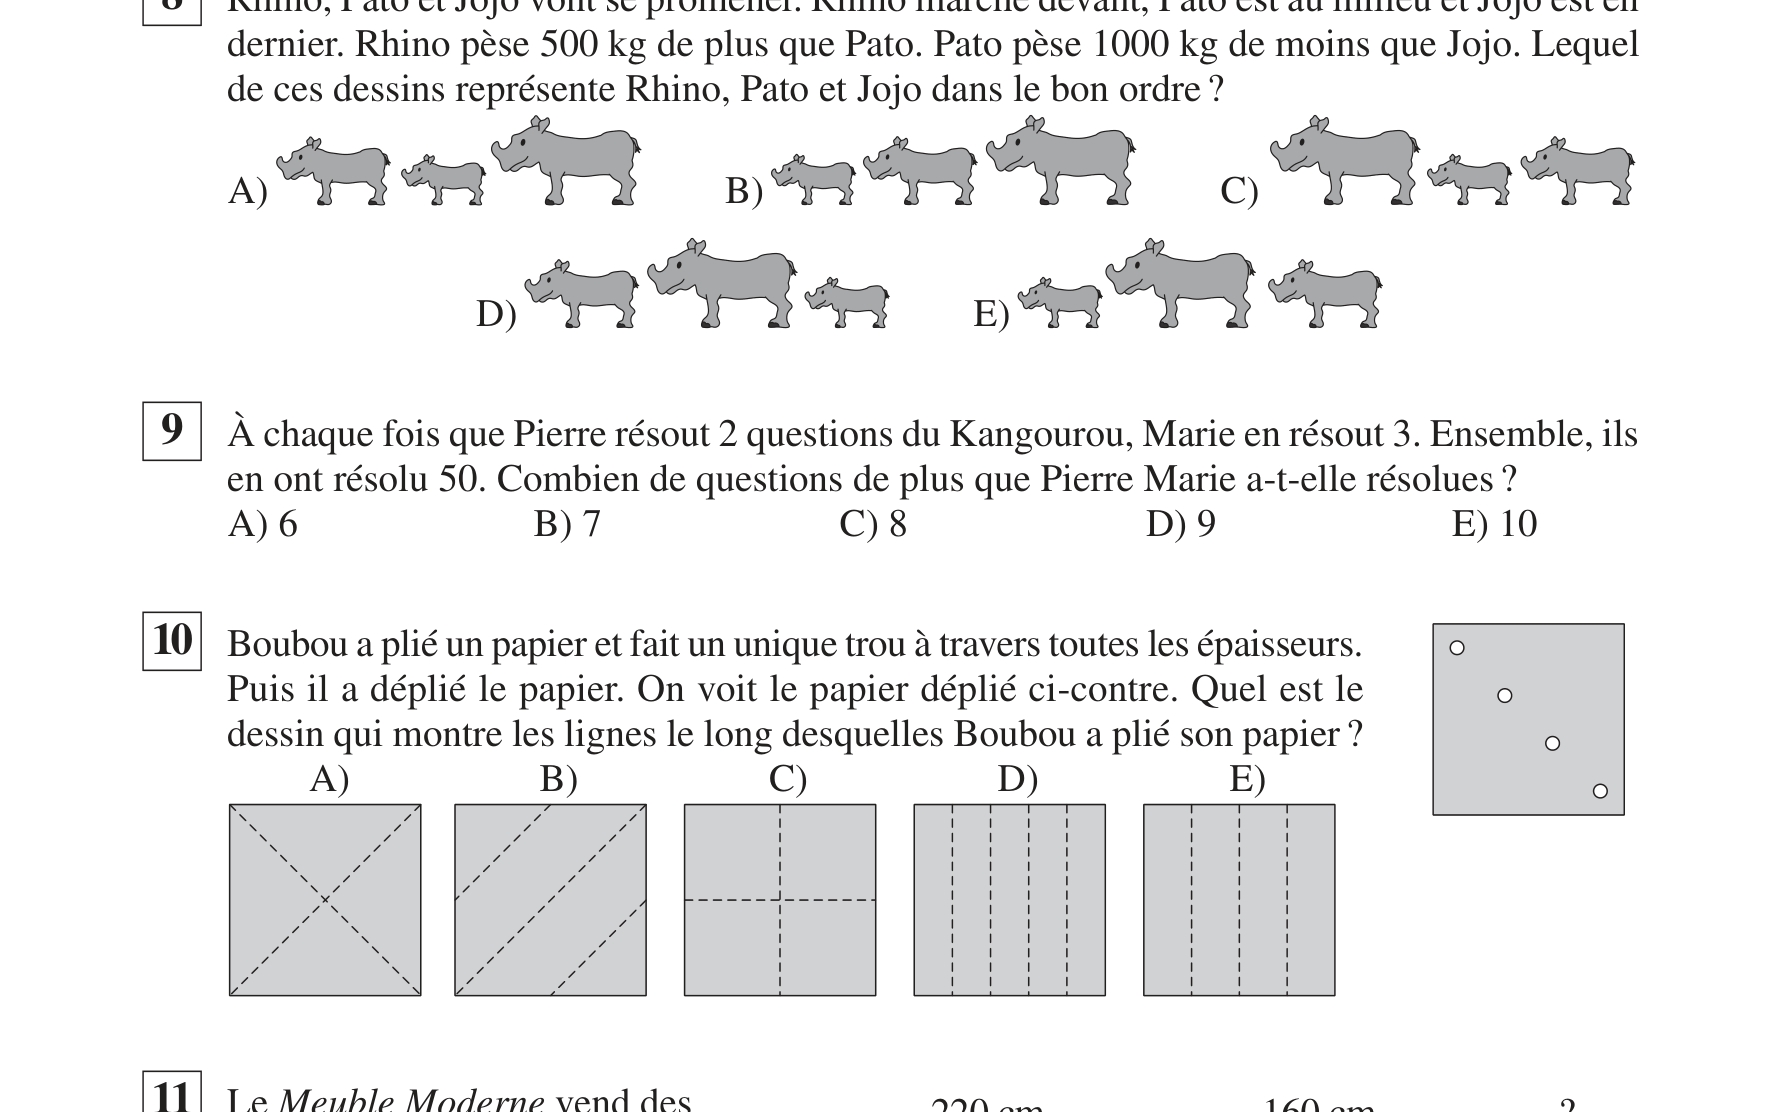 8 Rhino, Pato et Jojo vont se promener. Rhino marche devant, Pato est au milieu et Jojo est en
dernier. Rhino pèse 500 kg de plus que Pato. Pato pèse 1000 kg de moins que Jojo. Lequel
de ces dessins représente Rhino, Pato et Jojo dans le bon ordre ?
A) B) C)
D) E)
9 À chaque fois que Pierre résout 2 questions du Kangourou, Marie en résout 3. Ensemble, ils
en ont résolu 50. Combien de questions de plus que Pierre Marie a-t-elle résolues ?
A) 6 B) 7 C) 8 D) 9 E) 10
10 Boubou a plié un papier et fait un unique trou à travers toutes les épaisseurs.
Puis il a déplié le papier. On voit le papier déplié ci-contre. Quel est le
dessin qui montre les lignes le long desquelles Boubou a plié son papier ?
A) B) C) D) E)
11 Le Meuble Moderne vend des
220 cm 160 cm ?